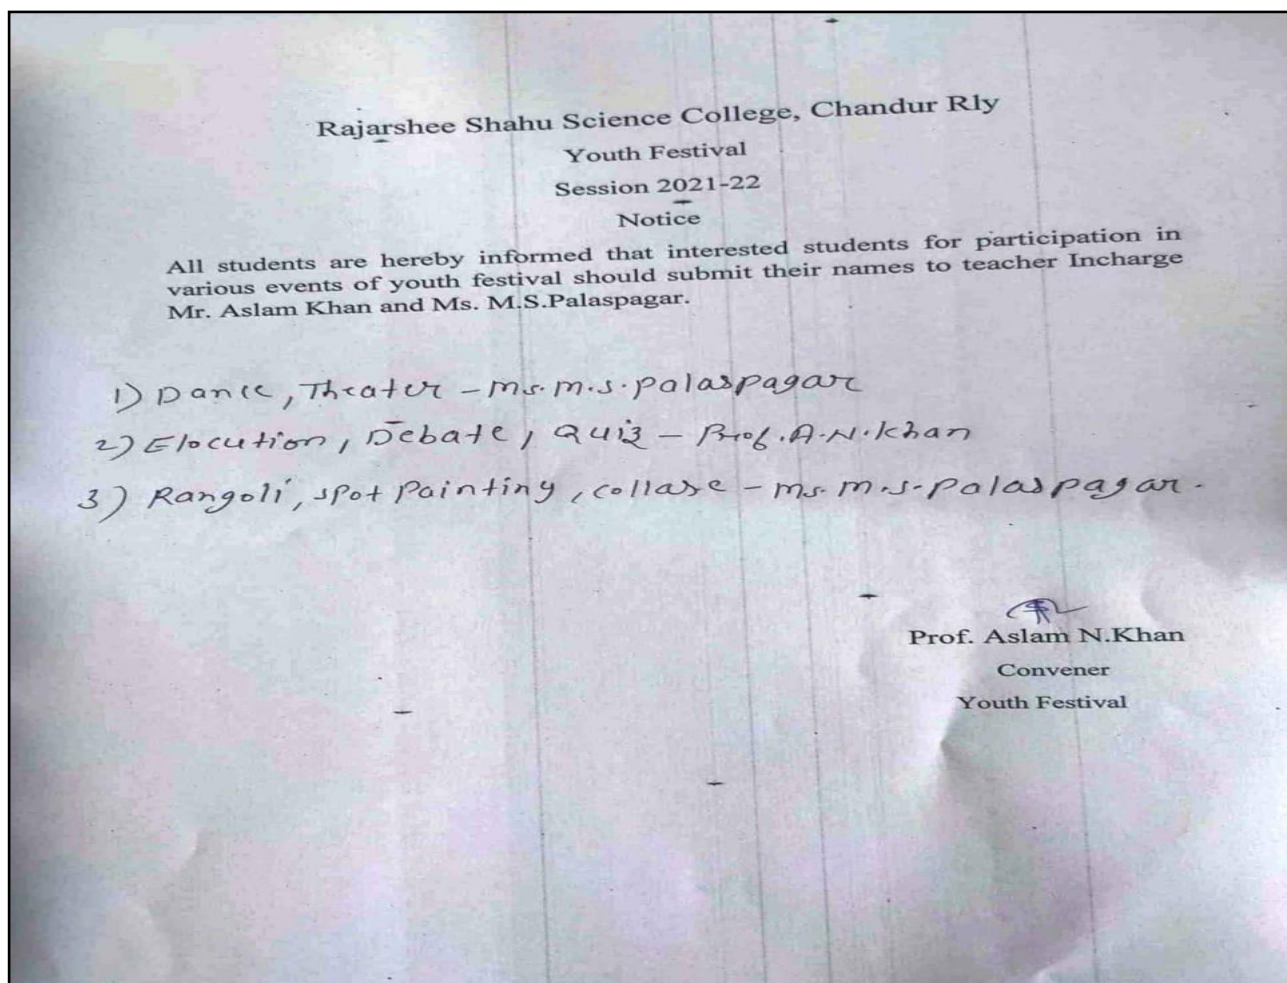 Rajarshee Shahu Science College, Chandur Rly
Youth Festival
Session 2021-22
Notice
All students are hereby informed that interested students for participation in
various events of youth festival should submit their names to teacher Incharge
Mr. Aslam Khan and Ms. M.S.Palaspagar.
1) Dance, Theater - Ms. M.S. Palaspagar
2) Elocution, Debate, Quiz - Prof. A.N. Khan
3) Rangoli, Spot Painting, collase - Ms. M.S. Palaspagar.
Prof. Aslam N.Khan
Convener
Youth Festival